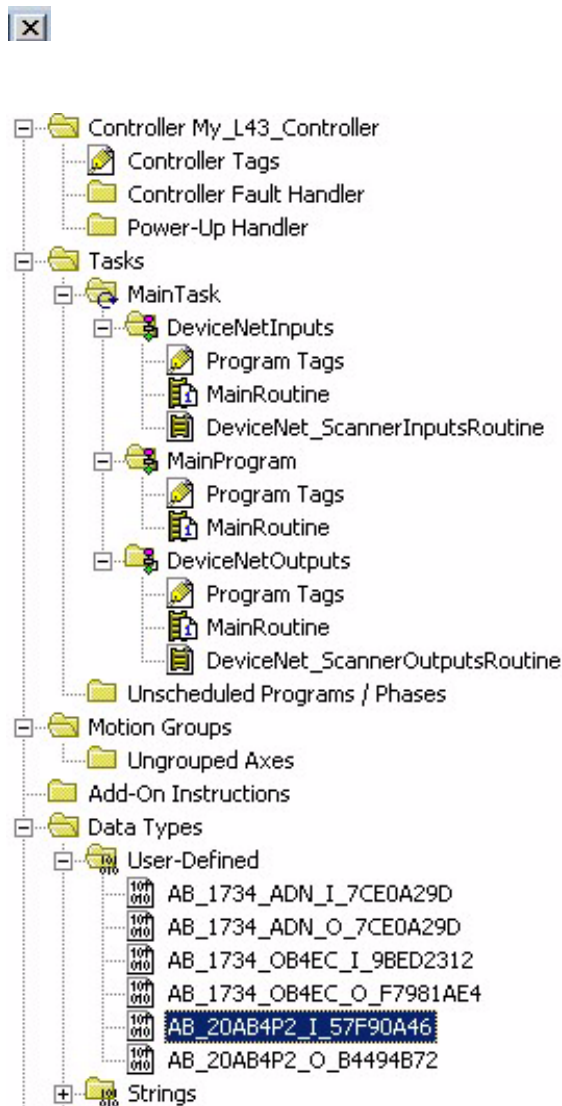 Controller My_L43_Controller
Controller Tags
Controller Fault Handler
Power-Up Handler
Tasks
MainTask
DeviceNetInputs
Program Tags
MainRoutine
DeviceNet_ScannerInputsRoutine
MainProgram
Program Tags
MainRoutine
DeviceNetOutputs
Program Tags
MainRoutine
DeviceNet_ScannerOutputsRoutine
Unscheduled Programs / Phases
Motion Groups
Ungrouped Axes
Add-On Instructions
Data Types
User-Defined
AB_1734_ADN_I_7CE0A29D
AB_1734_ADN_O_7CE0A29D
AB_1734_OB4EC_I_9BED2312
AB_1734_OB4EC_O_F7981AE4
AB_20AB4P2_I_57F90A46
AB_20AB4P2_O_B4494B72
Strings